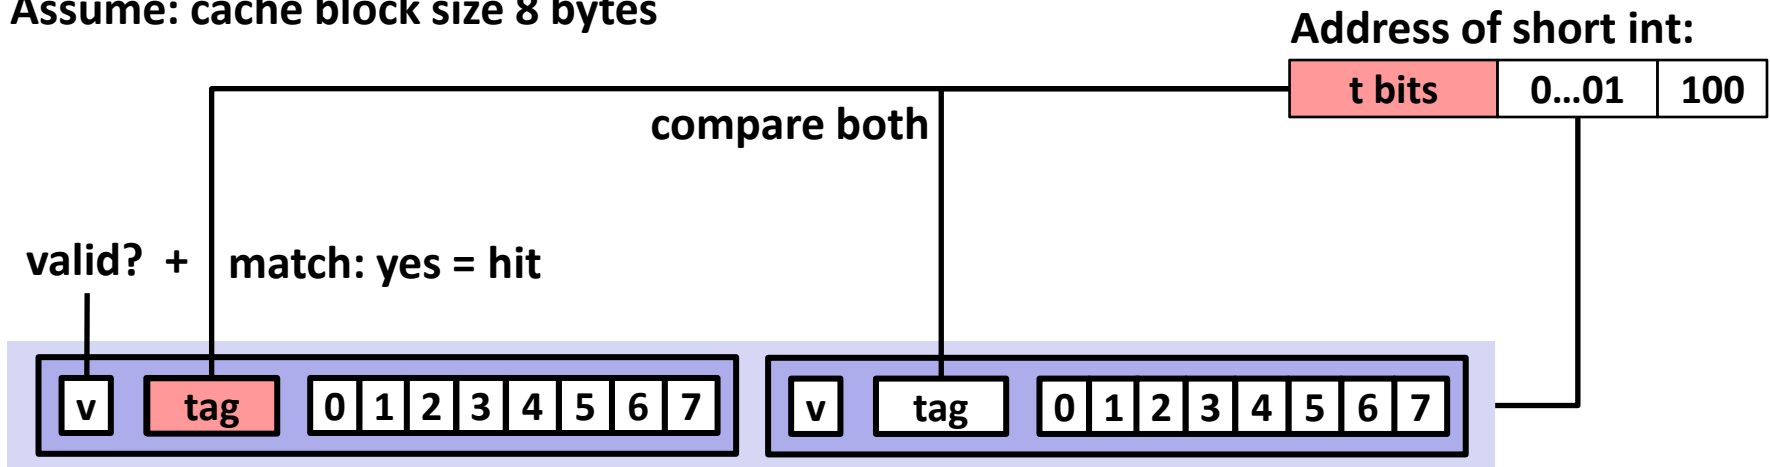 Assume: cache block size 8 bytes
Address of short int:
t bits 0...01 100
compare both
valid? + match: yes = hit
v tag 0 1 2 3 4 5 6 7 v tag 0 1 2 3 4 5 6 7